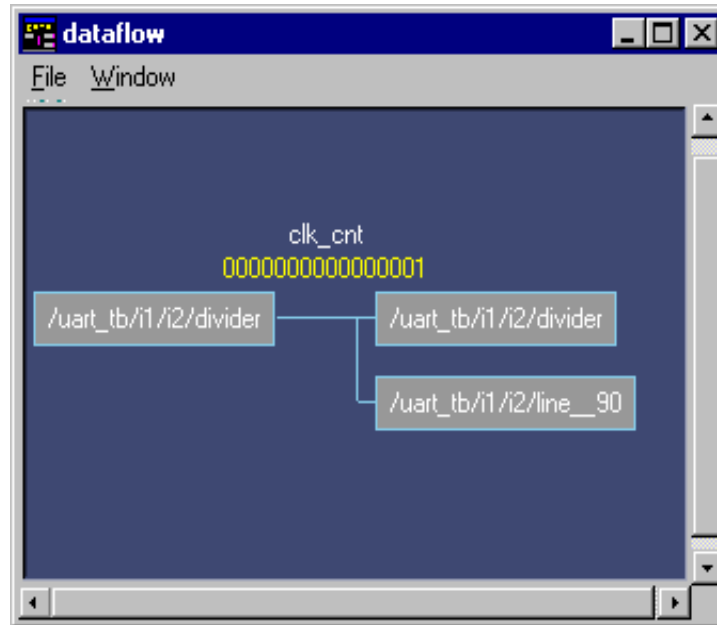 dataflow
File Window
clk_cnt
0000000000000001
/uart_tb/i1/i2/divider /uart_tb/i1/i2/divider
/uart_tb/i1/i2/line__90